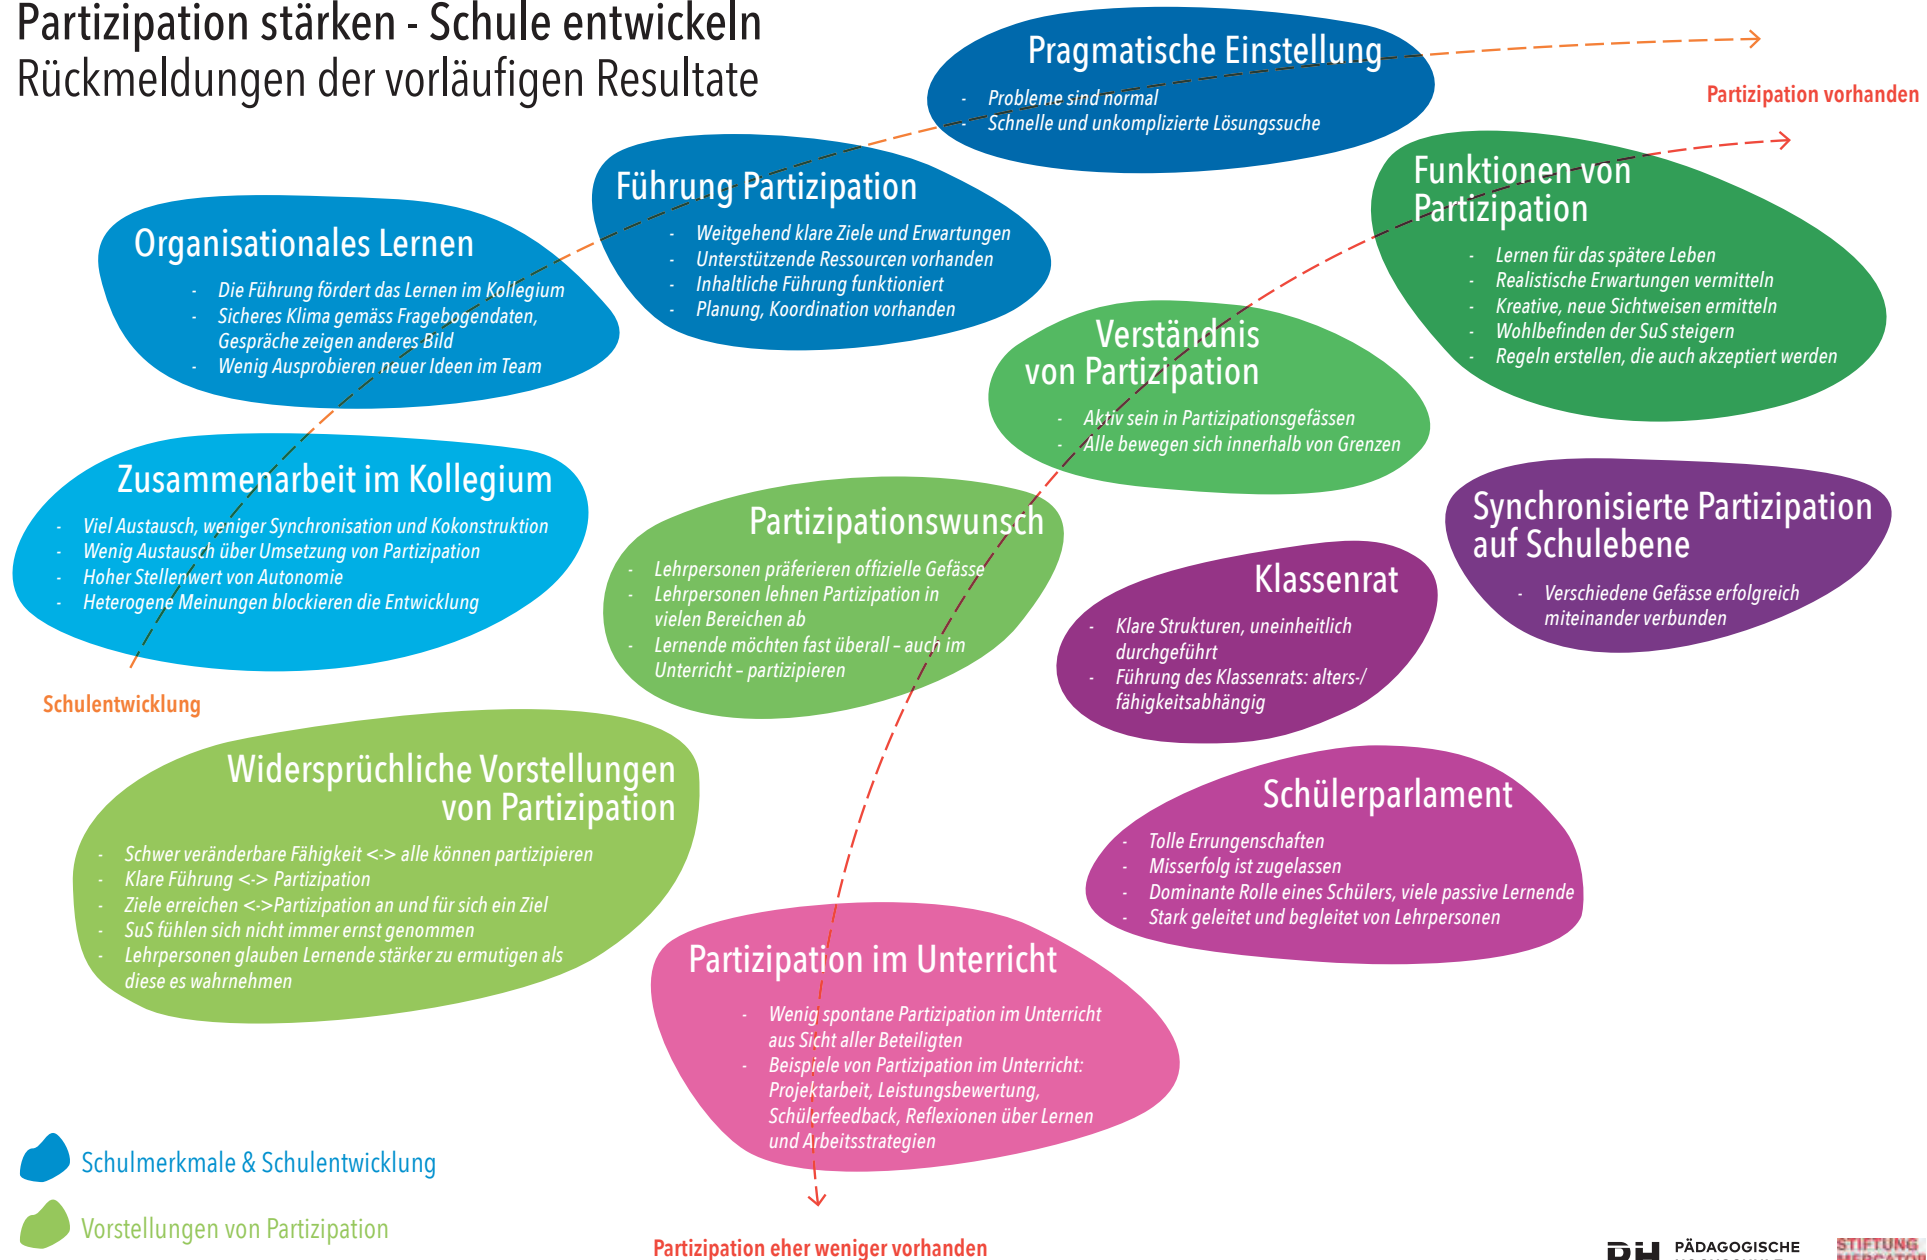 Partizipation stärken - Schule entwickeln
Rückmeldungen der vorläufigen Resultate
Pragmatische Einstellung
- Probleme sind normal
- Schnelle und unkomplizierte Lösungssuche
Partizipation vorhanden
Führung Partizipation
- Weitgehend klare Ziele und Erwartungen
- Unterstützende Ressourcen vorhanden
- Inhaltliche Führung funktioniert
- Planung, Koordination vorhanden
Funktionen von
Partizipation
- Lernen für das spätere Leben
- Realistische Erwartungen vermitteln
- Kreative, neue Sichtweisen ermitteln
- Wohlbefinden der SuS steigern
- Regeln erstellen, die auch akzeptiert werden
Organisationales Lernen
- Die Führung fördert das Lernen im Kollegium
- Sicheres Klima gemäss Fragebogendaten,
Gespräche zeigen anderes Bild
- Wenig Ausprobieren neuer Ideen im Team
Verständnis
von Partizipation
- Aktiv sein in Partizipationsgefässen
- Alle bewegen sich innerhalb von Grenzen
Zusammenarbeit im Kollegium
- Viel Austausch, weniger Synchronisation und Kokonstruktion
- Wenig Austausch über Umsetzung von Partizipation
- Hoher Stellenwert von Autonomie
- Heterogene Meinungen blockieren die Entwicklung
Partizipationswunsch
- Lehrpersonen präferieren offizielle Gefässe
- Lehrpersonen lehnen Partizipation in
vielen Bereichen ab
- Lernende möchten fast überall – auch im
Unterricht – partizipieren
Synchronisierte Partizipation
auf Schulebene
- Verschiedene Gefässe erfolgreich
miteinander verbunden
Klassenrat
- Klare Strukturen, uneinheitlich
durchgeführt
- Führung des Klassenrats: alters-/
fähigkeitsabhängig
Schulentwicklung
Widersprüchliche Vorstellungen
von Partizipation
- Schwer veränderbare Fähigkeit <-> alle können partizipieren
- Klare Führung <-> Partizipation
- Ziele erreichen <->Partizipation an und für sich ein Ziel
- SuS fühlen sich nicht immer ernst genommen
- Lehrpersonen glauben Lernende stärker zu ermutigen als
diese es wahrnehmen
Schülerparlament
- Tolle Errungenschaften
- Misserfolg ist zugelassen
- Dominante Rolle eines Schülers, viele passive Lernende
- Stark geleitet und begleitet von Lehrpersonen
Partizipation im Unterricht
- Wenig spontane Partizipation im Unterricht
aus Sicht aller Beteiligten
- Beispiele von Partizipation im Unterricht:
Projektarbeit, Leistungsbewertung,
Schülerfeedback, Reflexionen über Lernen
und Arbeitsstrategien
Schulmerkmale & Schulentwicklung
Vorstellungen von Partizipation
Partizipation eher weniger vorhanden
PH PÄDAGOGISCHE
STIFTUNG